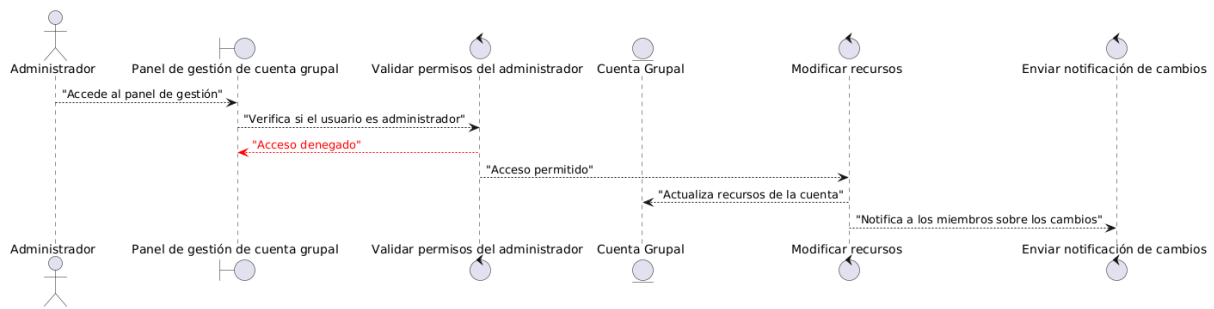 Administrador
Panel de gestión de cuenta grupal
Validar permisos del administrador
Cuenta Grupal
Modificar recursos
Enviar notificación de cambios
"Accede al panel de gestión"
"Verifica si el usuario es administrador"
"Acceso denegado"
"Acceso permitido"
"Actualiza recursos de la cuenta"
"Notifica a los miembros sobre los cambios"
Administrador
Panel de gestión de cuenta grupal
Validar permisos del administrador
Cuenta Grupal
Modificar recursos
Enviar notificación de cambios